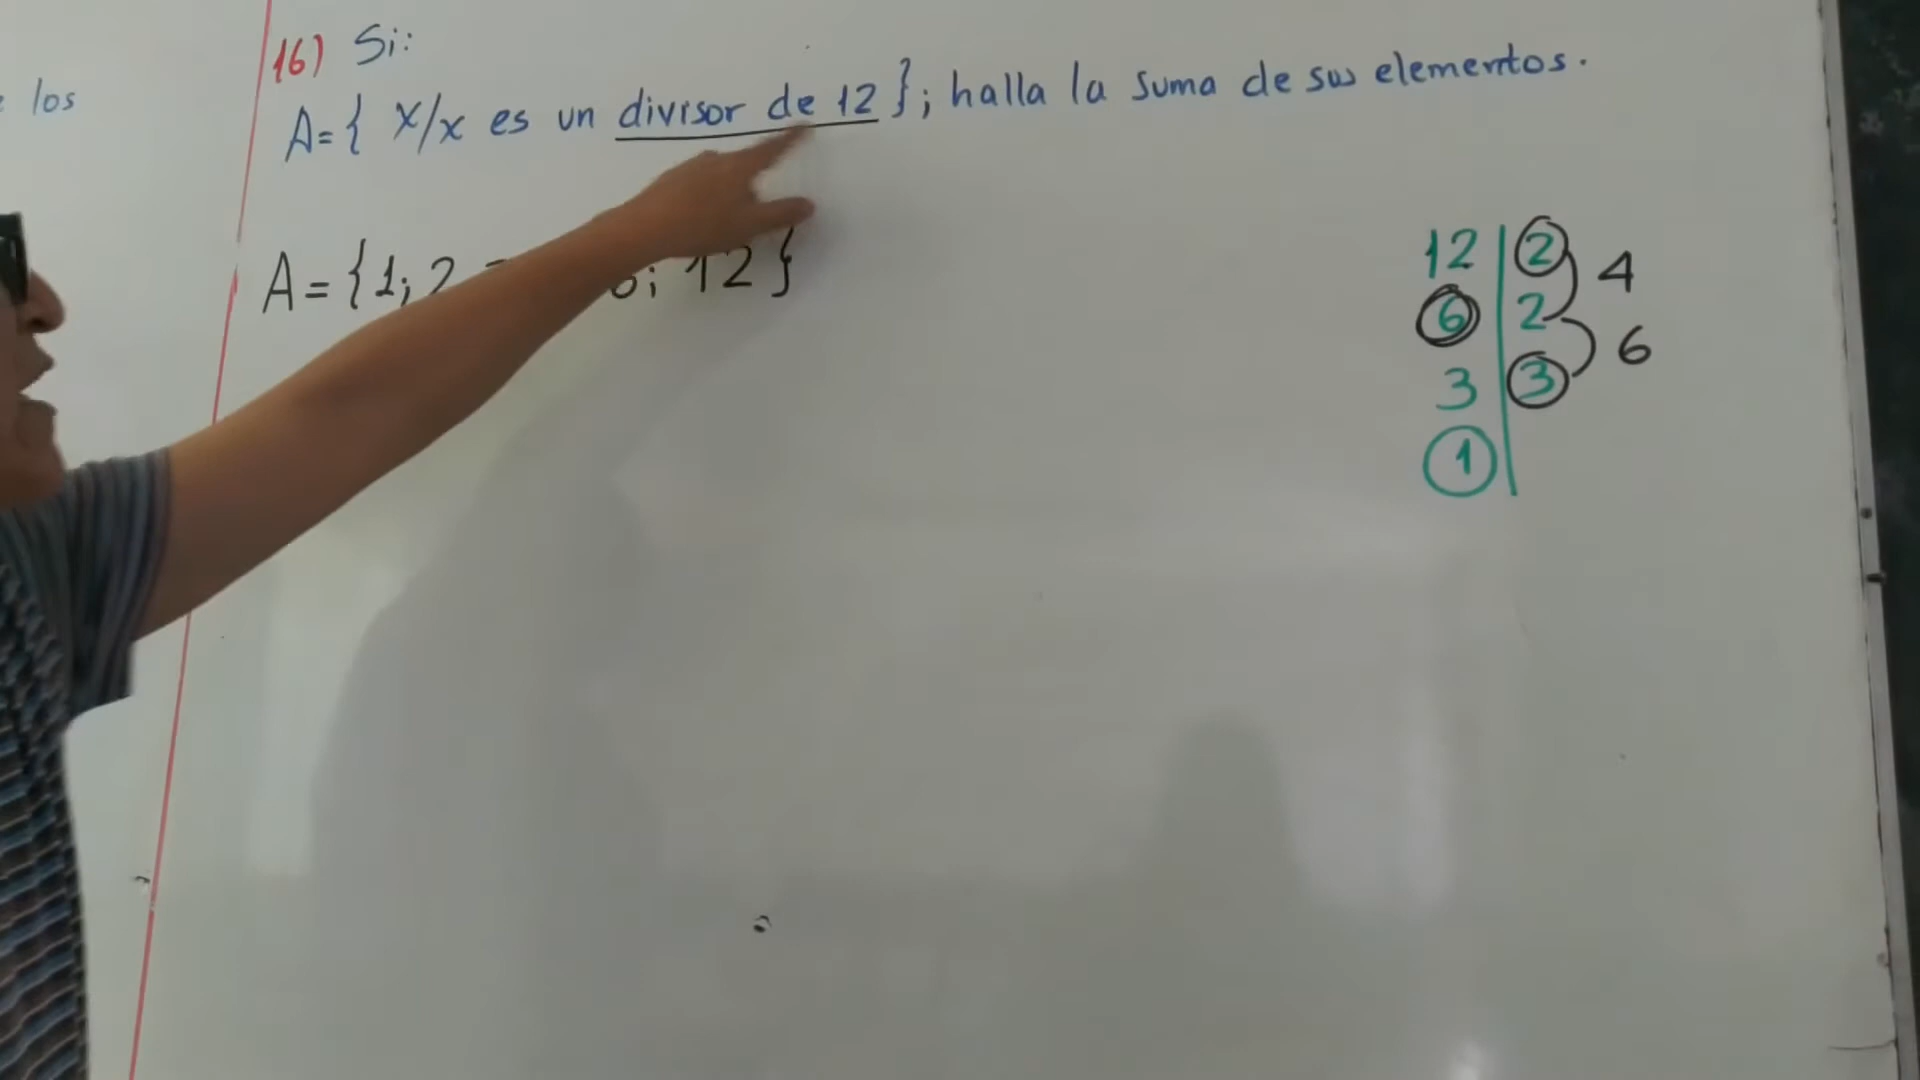 los
16) Si:
A={ x/x es un divisor de 12 }; halla la suma de sus elementos.
A={1; 2 6; 12}
12 | 2 4
6 | 2 6
3 | 3
1 |